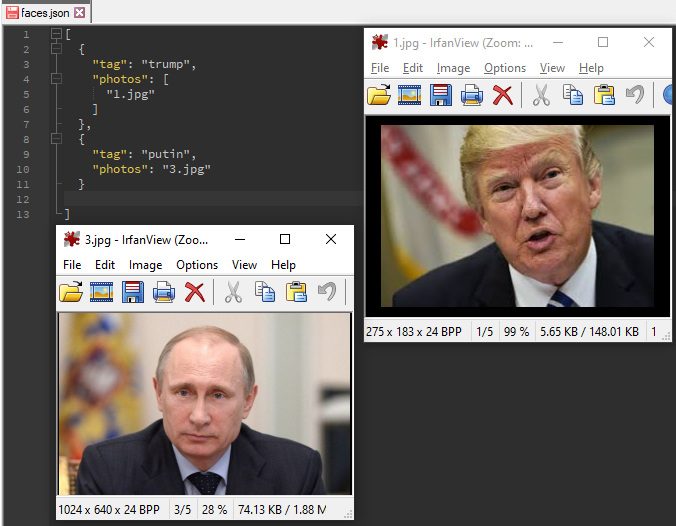 faces.json
1 [
2 {
3 "tag": "trump",
4 "photos": [
5 "1.jpg"
6 ]
7 },
8 {
9 "tag": "putin",
10 "photos": "3.jpg"
11 }
12
13 ]
1.jpg - IrfanView (Zoom: ...
File Edit Image Options View Help
275 x 183 x 24 BPP 1/5 99 % 5.65 KB / 148.01 KB 1
3.jpg - IrfanView (Zoo...
File Edit Image Options View Help
1024 x 640 x 24 BPP 3/5 28 % 74.13 KB / 1.88 M